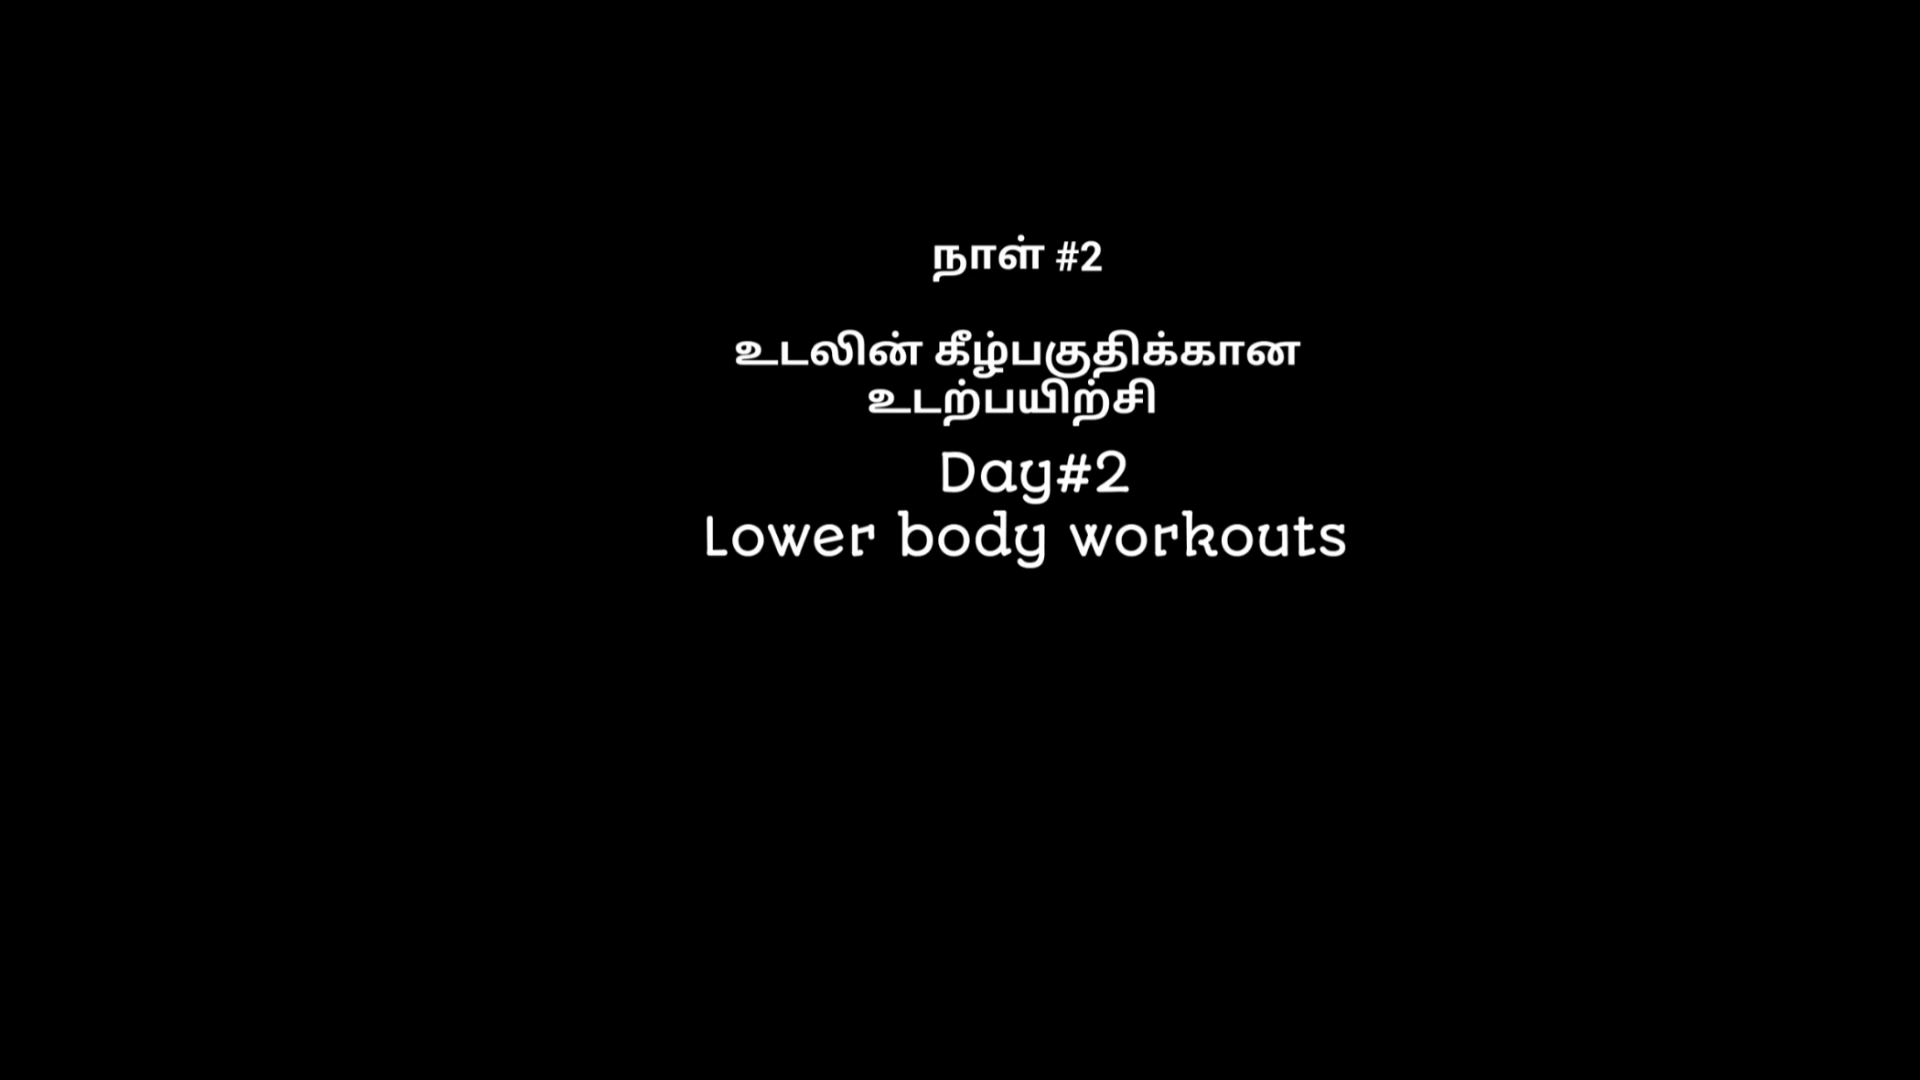 நாள் #2
உடலின் கீழ்பகுதிக்கான
உடற்பயிற்சி
Day#2
Lower body workouts